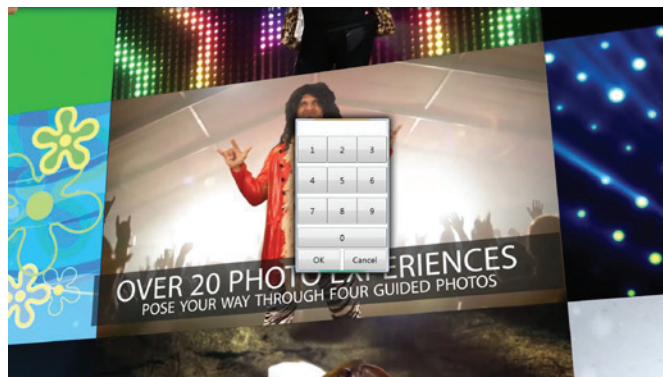 1 2 3
4 5 6
7 8 9
0
OK Cancel
OVER 20 PHOTO EXPERIENCES
POSE YOUR WAY THROUGH FOUR GUIDED PHOTOS